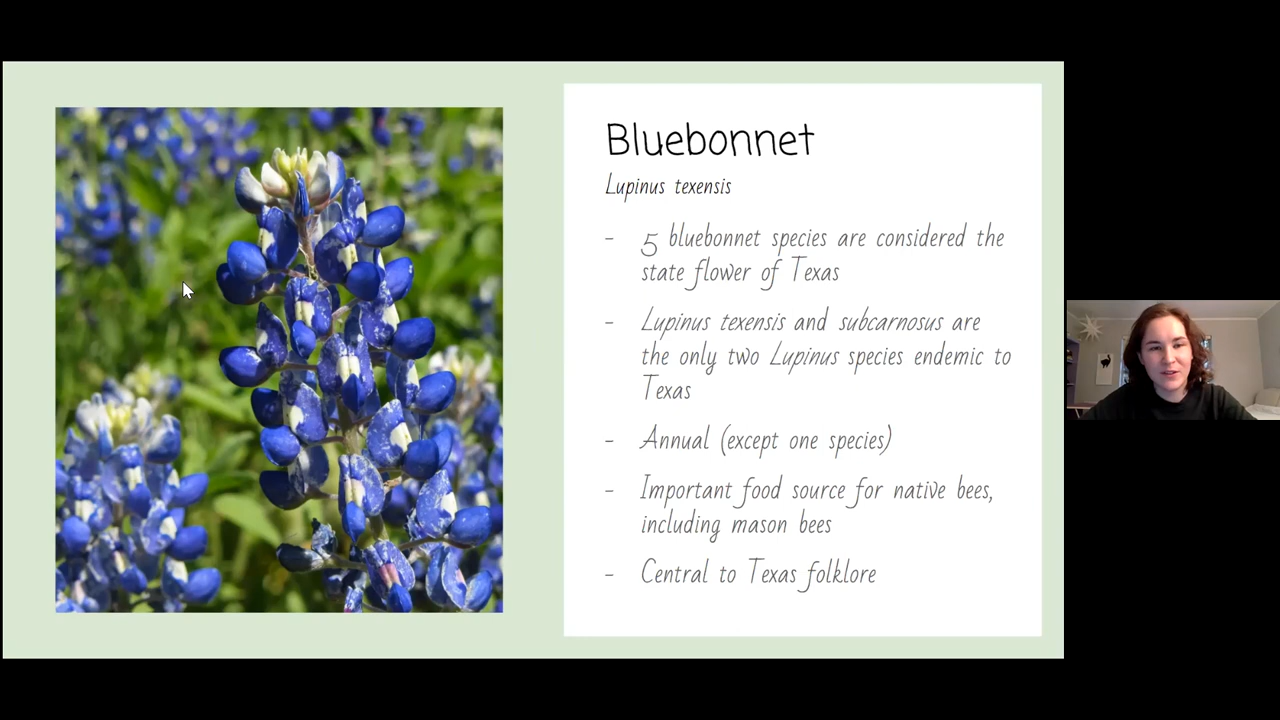 Bluebonnet
Lupinus texensis
- 5 bluebonnet species are considered the
state flower of Texas
- Lupinus texensis and subcarnosus are
the only two Lupinus species endemic to
Texas
- Annual (except one species)
- Important food source for native bees,
including mason bees
- Central to Texas folklore